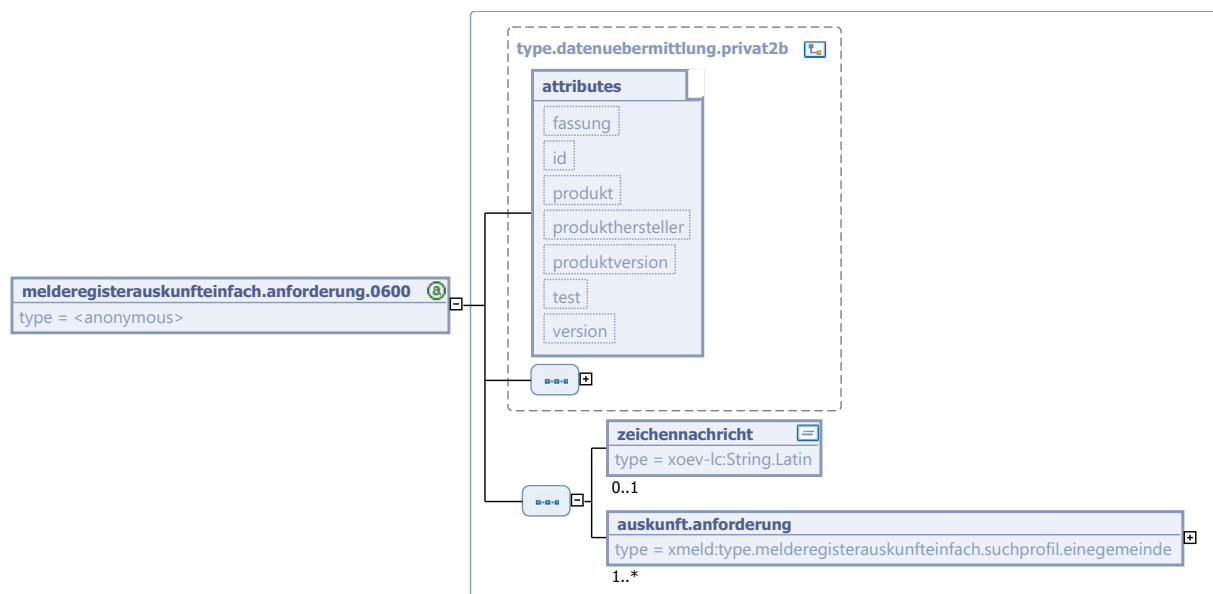 type.datenuebermittlung.privat2b
attributes
fassung
id
produkt
produkthersteller
produktversion
test
version
melderegisterauskunfteinfach.anforderung.0600
type = <anonymous>
zeichennachricht
type = xoev-lc:String.Latin
0..1
auskunft.anforderung
type = xmeld:type.melderegisterauskunfteinfach.suchprofil.einegemeinde
1..*